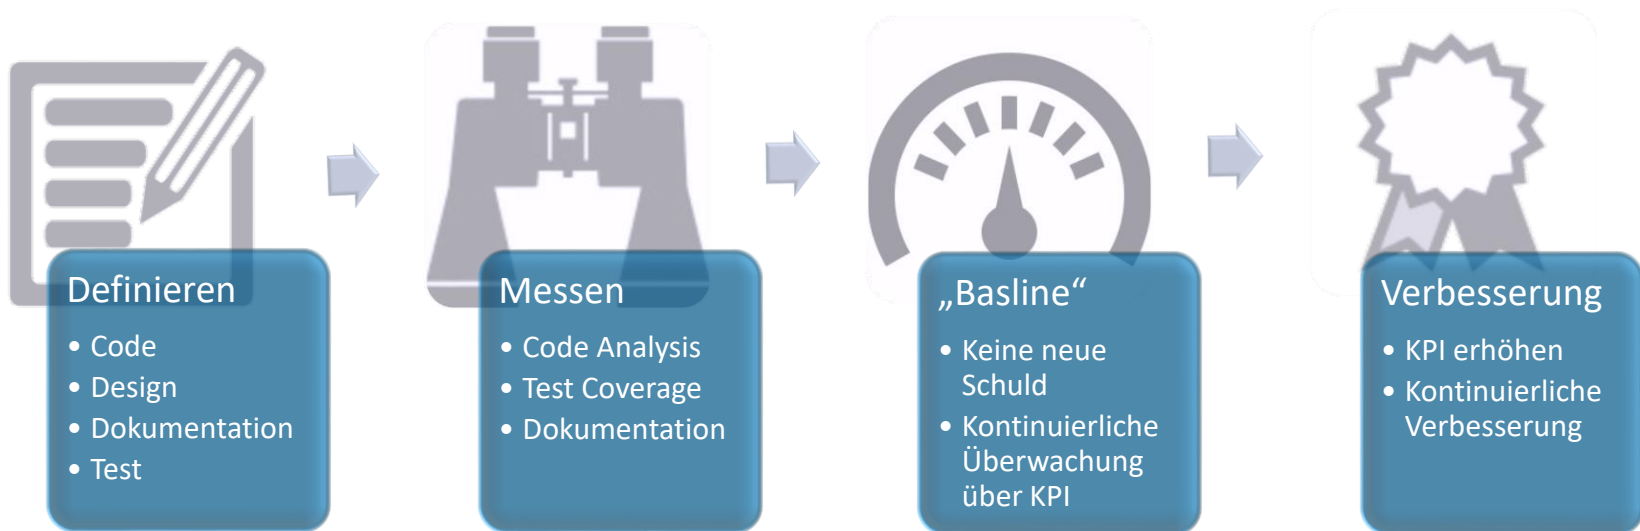 Definieren
• Code
• Design
• Dokumentation
• Test
Messen
• Code Analysis
• Test Coverage
• Dokumentation
„Basline“
• Keine neue
Schuld
• Kontinuierliche
Überwachung
über KPI
Verbesserung
• KPI erhöhen
• Kontinuierliche
Verbesserung